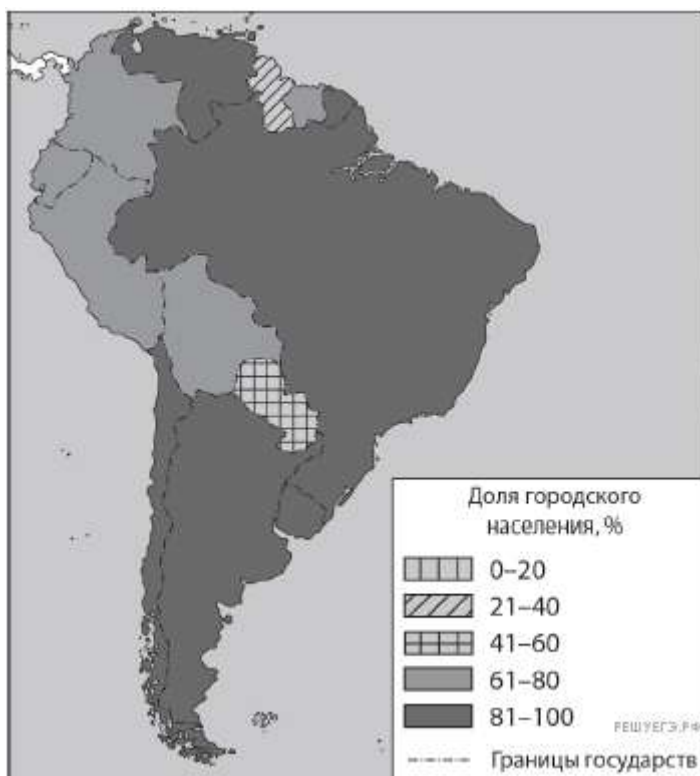 Доля городского
населения, %
0–20
21–40
41–60
61–80
81–100
РЕШУЕГЭ.РФ
Границы государств